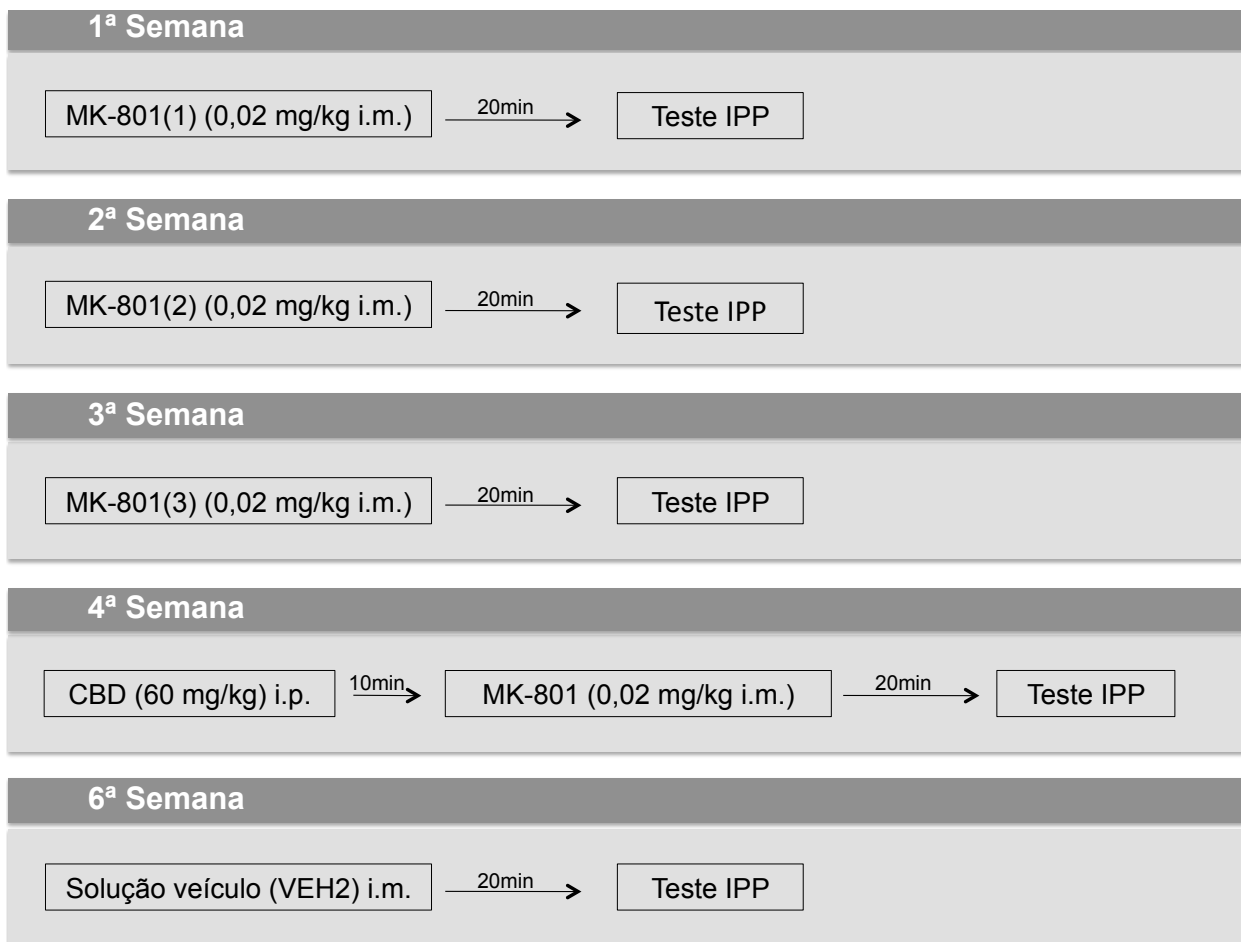 1ª Semana
MK-801(1) (0,02 mg/kg i.m.) 20min Teste IPP
2ª Semana
MK-801(2) (0,02 mg/kg i.m.) 20min Teste IPP
3ª Semana
MK-801(3) (0,02 mg/kg i.m.) 20min Teste IPP
4ª Semana
CBD (60 mg/kg) i.p. 10min MK-801 (0,02 mg/kg i.m.) 20min Teste IPP
6ª Semana
Solução veículo (VEH2) i.m. 20min Teste IPP